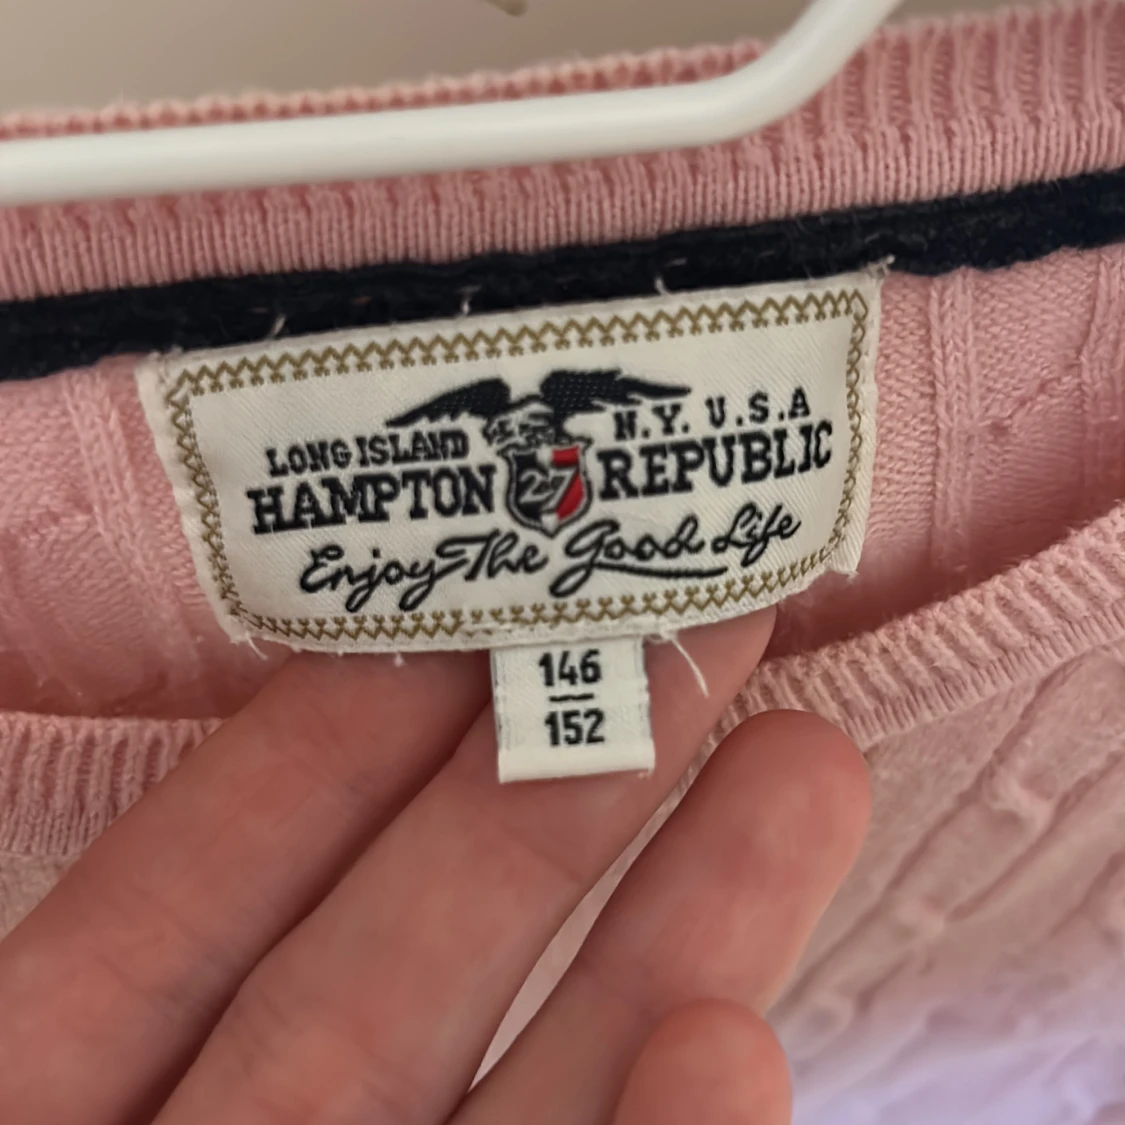 LONG ISLAND N.Y. U.S.A
HAMPTON 27 REPUBLIC
Enjoy The Good Life
146
152